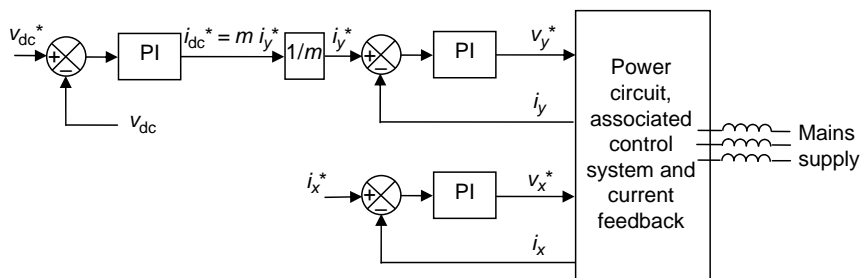 v_dc*
+
−
v_dc
PI
i_dc* = m i_y*
1/m
i_y*
+
−
PI
v_y*
i_y
i_x*
+
−
PI
v_x*
i_x
Power
circuit,
associated
control
system and
current
feedback
Mains
supply